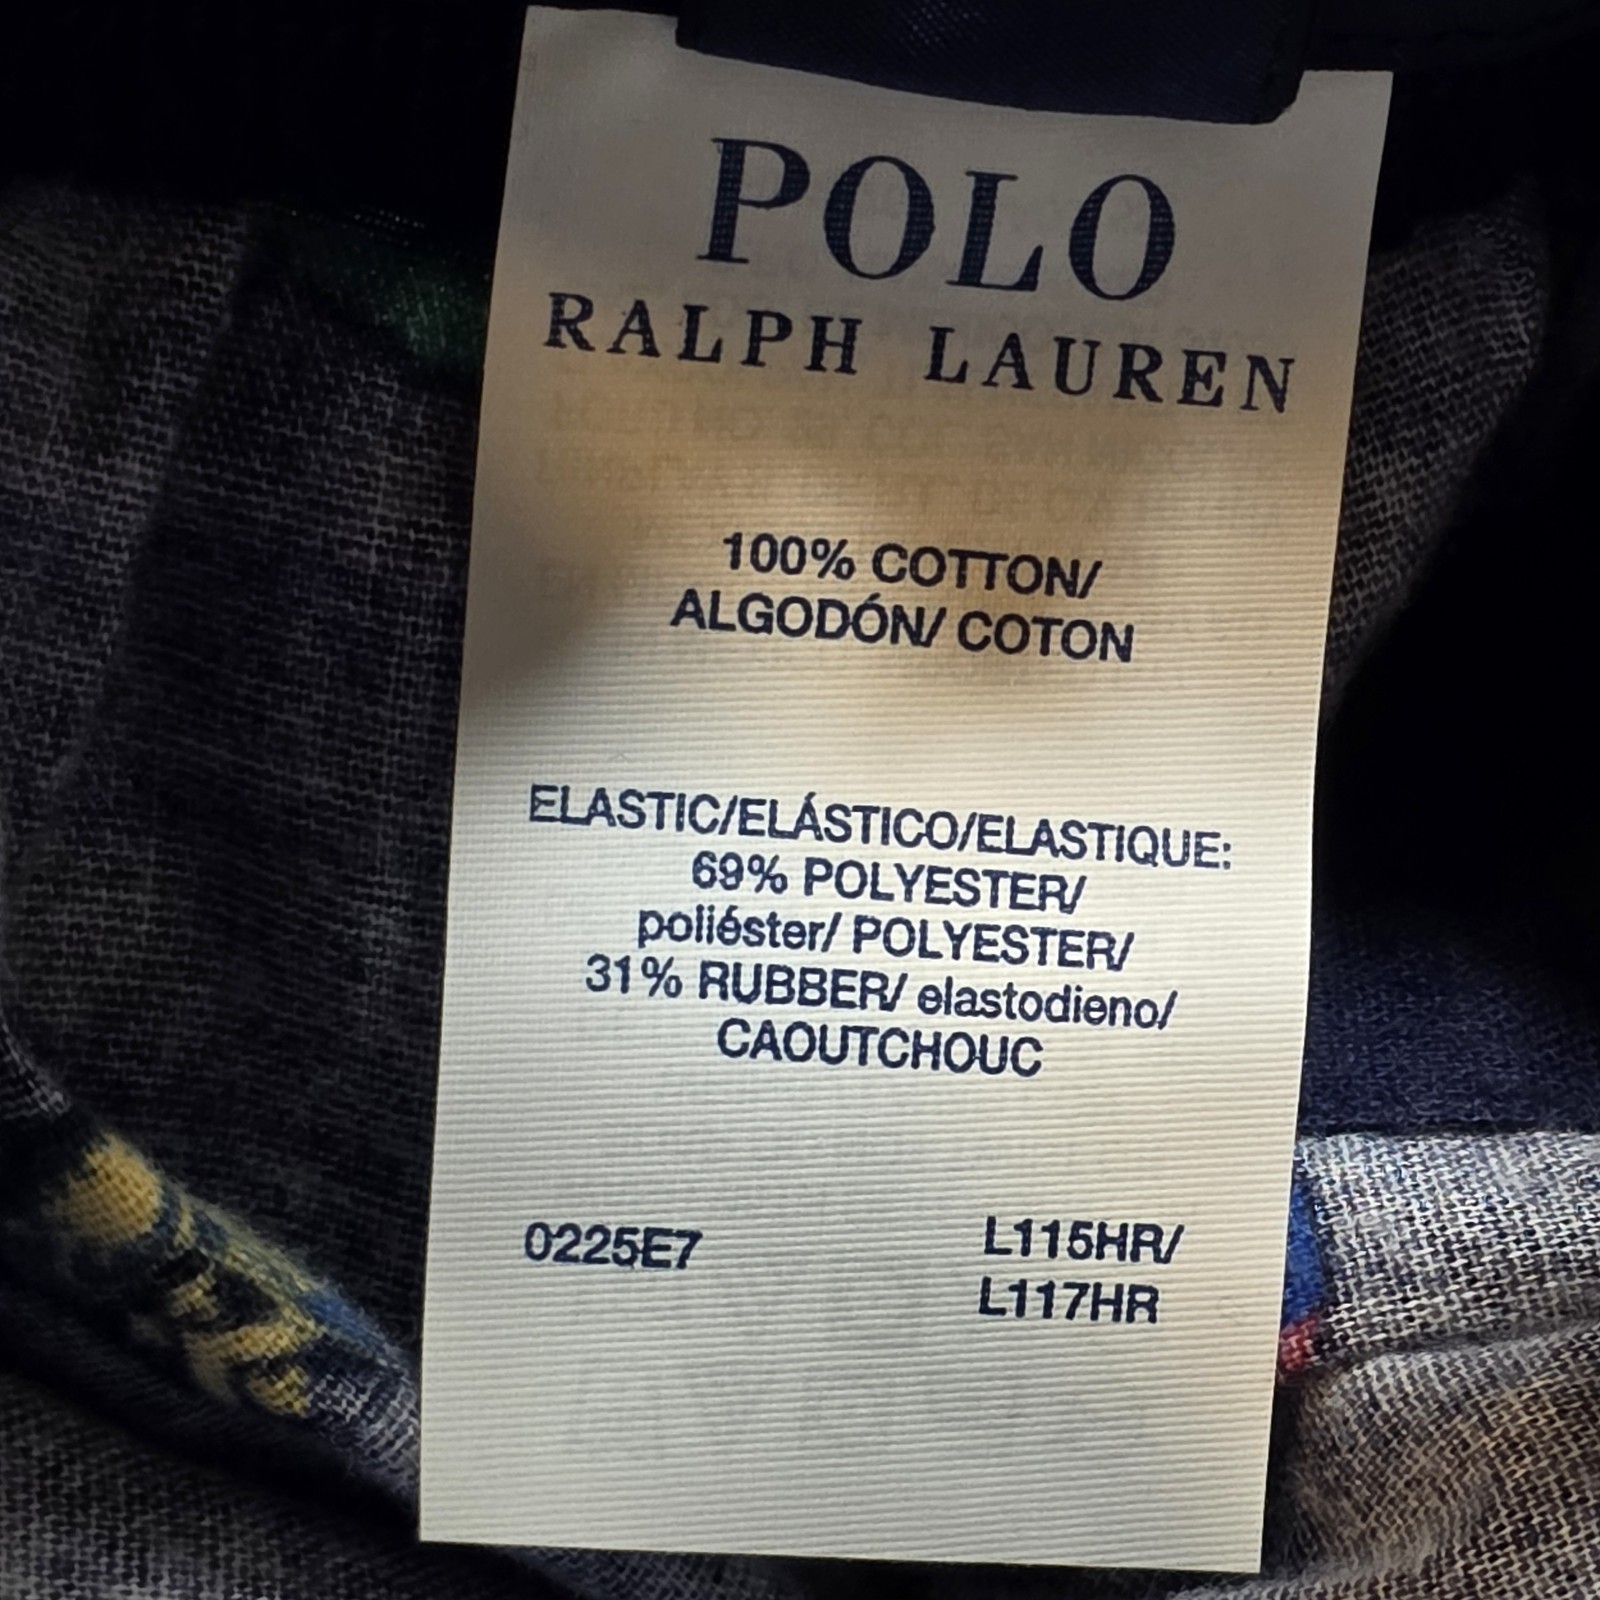 POLO
RALPH LAUREN
100% COTTON/
ALGODÓN/ COTON
ELASTIC/ELÁSTICO/ELASTIQUE:
69% POLYESTER/
poliéster/ POLYESTER/
31% RUBBER/ elastodieno/
CAOUTCHOUC
0225E7
L115HR/
L117HR